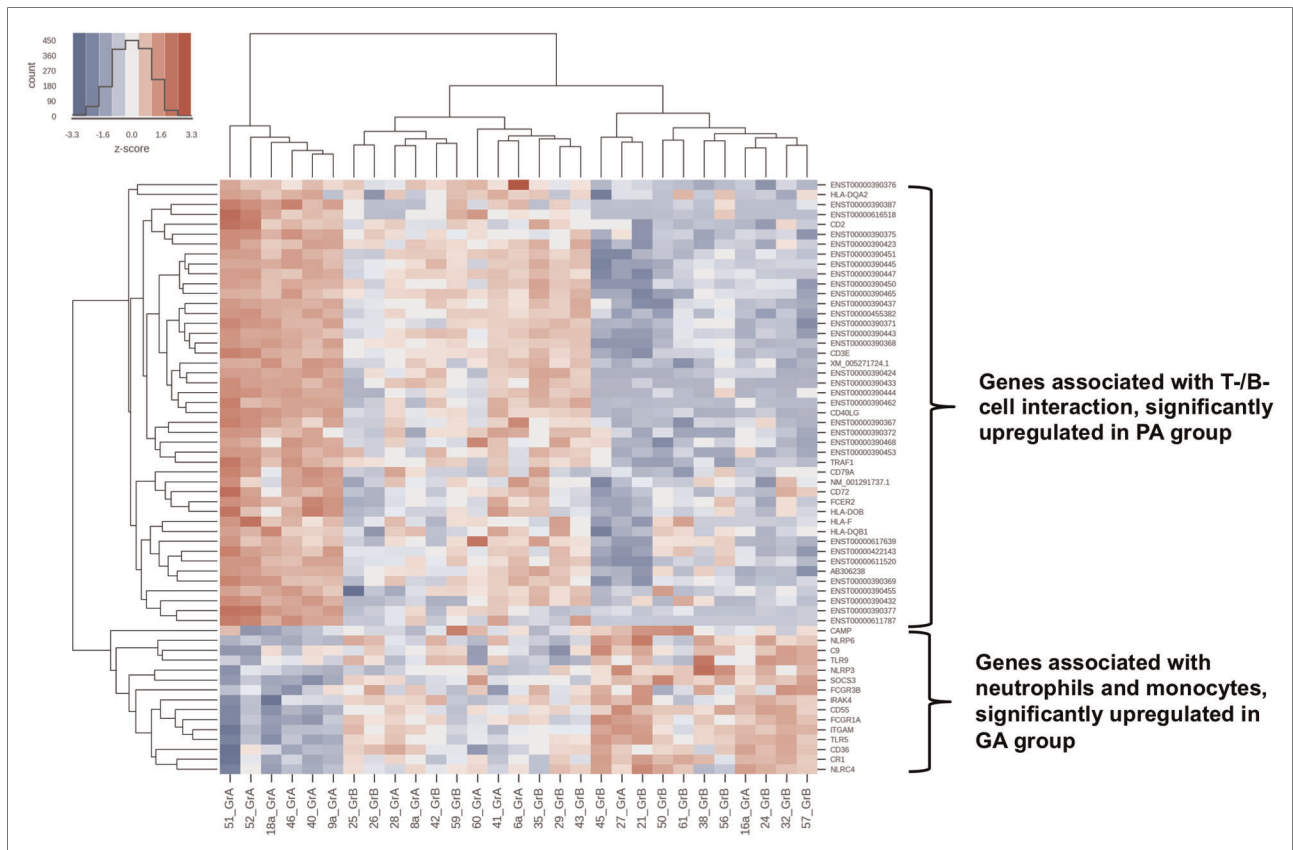 450
360
270
180
90
0
count
-3.3 -1.6 0.0 1.6 3.3
z-score
ENST00000390376
HLA-DQA2
ENST00000390387
ENST00000616518
CD2
ENST00000390375
ENST00000390423
ENST00000390451
ENST00000390445
ENST00000390447
ENST00000390450
ENST00000390465
ENST00000390437
ENST00000455382
ENST00000390371
ENST00000390443
ENST00000390368
CD3E
XM_005271724.1
ENST00000390424
ENST00000390433
ENST00000390444
ENST00000390462
CD40LG
ENST00000390367
ENST00000390372
ENST00000390468
ENST00000390453
TRAF1
CD79A
NM_001291737.1
CD72
FCER2
HLA-DOB
HLA-F
HLA-DQB1
ENST00000617639
ENST00000422143
ENST00000611520
AB306238
ENST00000390369
ENST00000390455
ENST00000390432
ENST00000390377
ENST00000611787
CAMP
NLRP6
C9
TLR9
NLRP3
SOCS3
FCGR3B
IRAK4
CD55
FCGR1A
ITGAM
TLR5
CD36
CR1
NLRC4
Genes associated with T-/B-
cell interaction, significantly
upregulated in PA group
Genes associated with
neutrophils and monocytes,
significantly upregulated in
GA group
51_GrA
52_GrA
18a_GrA
46_GrA
40_GrA
9a_GrA
25_GrB
26_GrB
28_GrA
8a_GrA
42_GrB
59_GrB
60_GrA
41_GrA
6a_GrA
35_GrB
29_GrB
43_GrB
45_GrB
27_GrA
21_GrB
50_GrB
61_GrB
38_GrB
56_GrB
16a_GrA
24_GrB
32_GrB
57_GrB